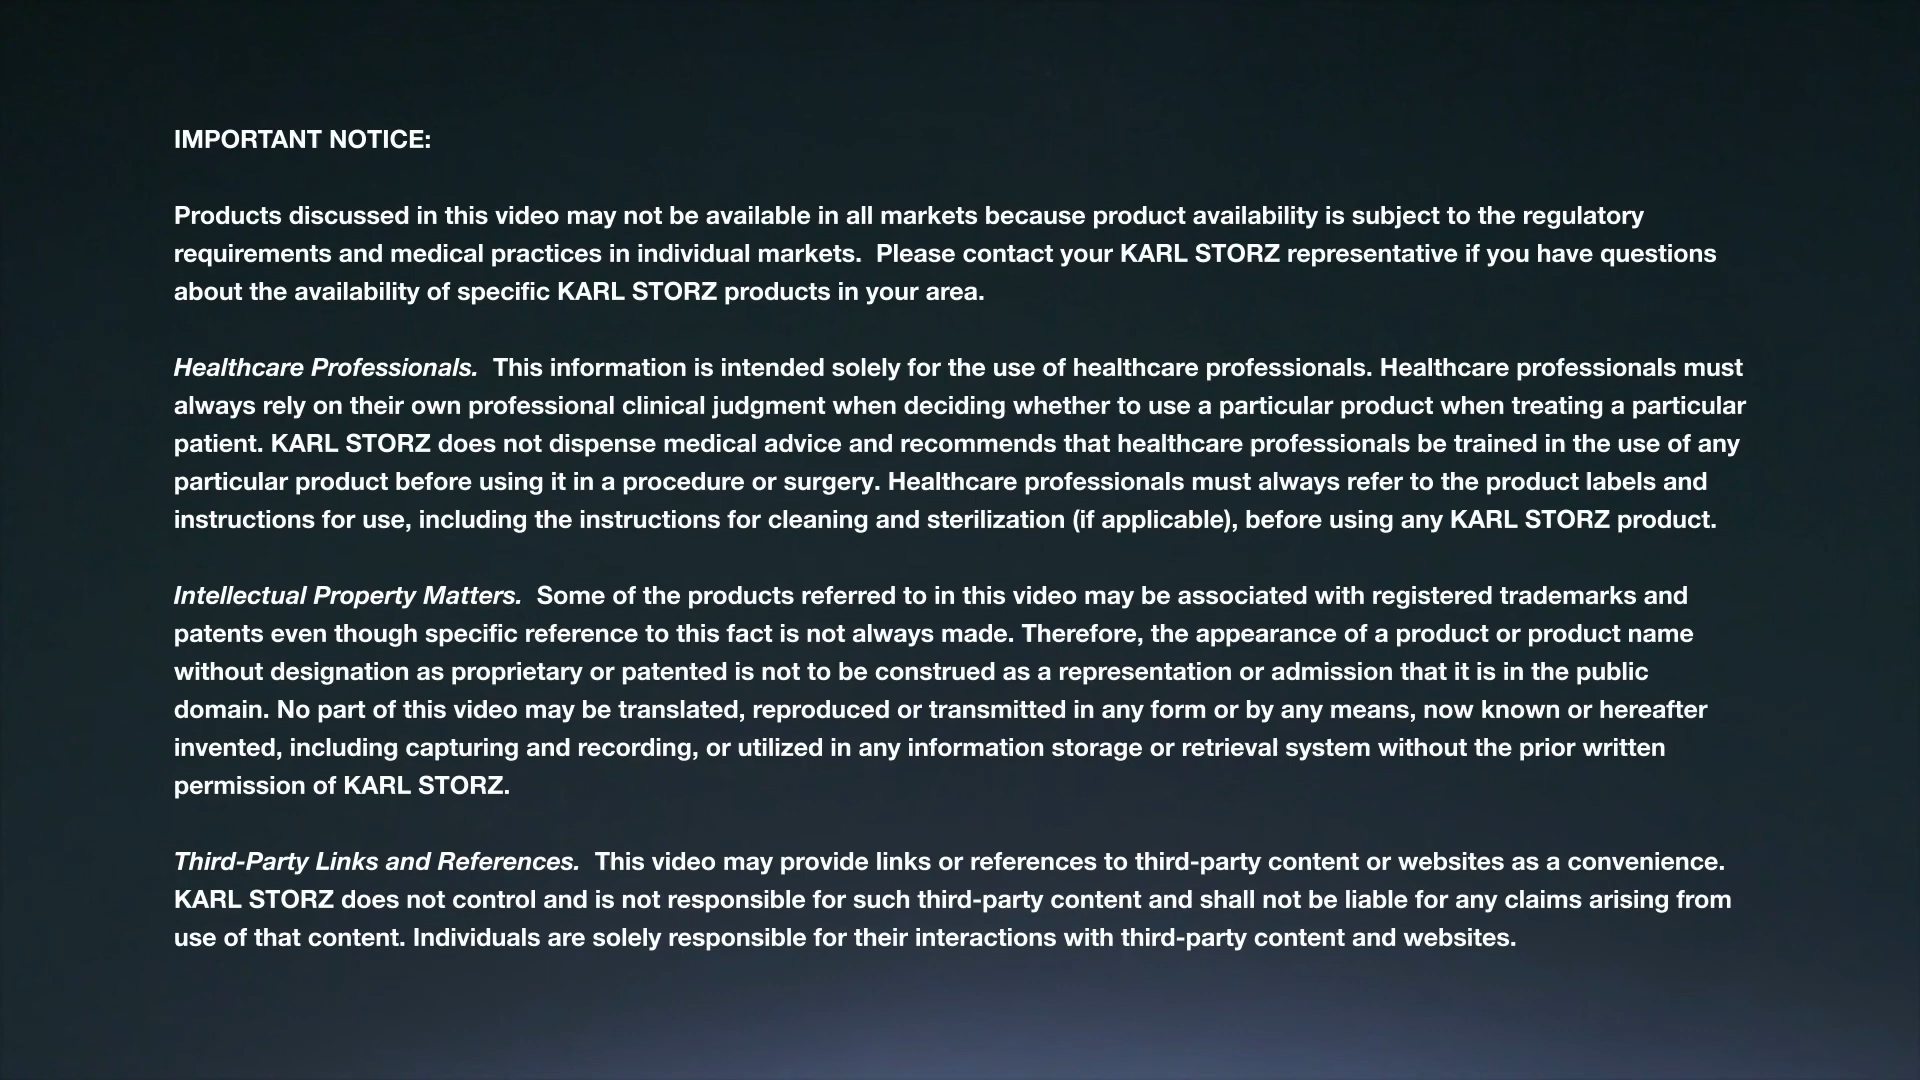 IMPORTANT NOTICE:
Products discussed in this video may not be available in all markets because product availability is subject to the regulatory
requirements and medical practices in individual markets.  Please contact your KARL STORZ representative if you have questions
about the availability of specific KARL STORZ products in your area.
Healthcare Professionals.  This information is intended solely for the use of healthcare professionals. Healthcare professionals must
always rely on their own professional clinical judgment when deciding whether to use a particular product when treating a particular
patient. KARL STORZ does not dispense medical advice and recommends that healthcare professionals be trained in the use of any
particular product before using it in a procedure or surgery. Healthcare professionals must always refer to the product labels and
instructions for use, including the instructions for cleaning and sterilization (if applicable), before using any KARL STORZ product.
Intellectual Property Matters.  Some of the products referred to in this video may be associated with registered trademarks and
patents even though specific reference to this fact is not always made. Therefore, the appearance of a product or product name
without designation as proprietary or patented is not to be construed as a representation or admission that it is in the public
domain. No part of this video may be translated, reproduced or transmitted in any form or by any means, now known or hereafter
invented, including capturing and recording, or utilized in any information storage or retrieval system without the prior written
permission of KARL STORZ.
Third-Party Links and References.  This video may provide links or references to third-party content or websites as a convenience.
KARL STORZ does not control and is not responsible for such third-party content and shall not be liable for any claims arising from
use of that content. Individuals are solely responsible for their interactions with third-party content and websites.